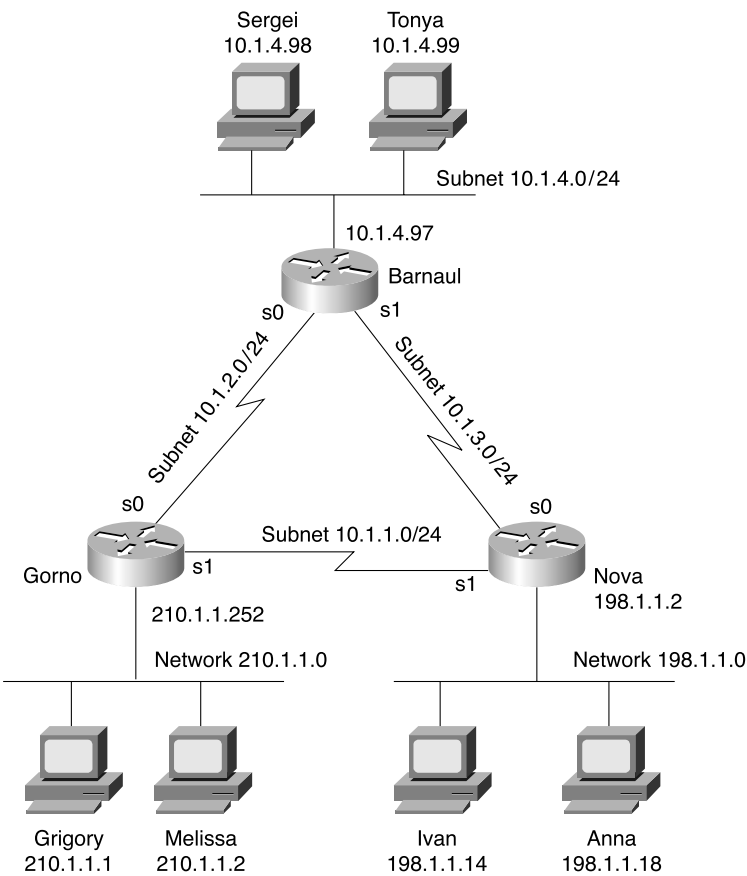 Sergei
10.1.4.98
Tonya
10.1.4.99
Subnet 10.1.4.0/24
10.1.4.97
Barnaul
s0
s1
Subnet 10.1.2.0/24
Subnet 10.1.3.0/24
s0
s0
Subnet 10.1.1.0/24
Gorno
s1
s1
Nova
198.1.1.2
210.1.1.252
Network 210.1.1.0
Network 198.1.1.0
Grigory
210.1.1.1
Melissa
210.1.1.2
Ivan
198.1.1.14
Anna
198.1.1.18